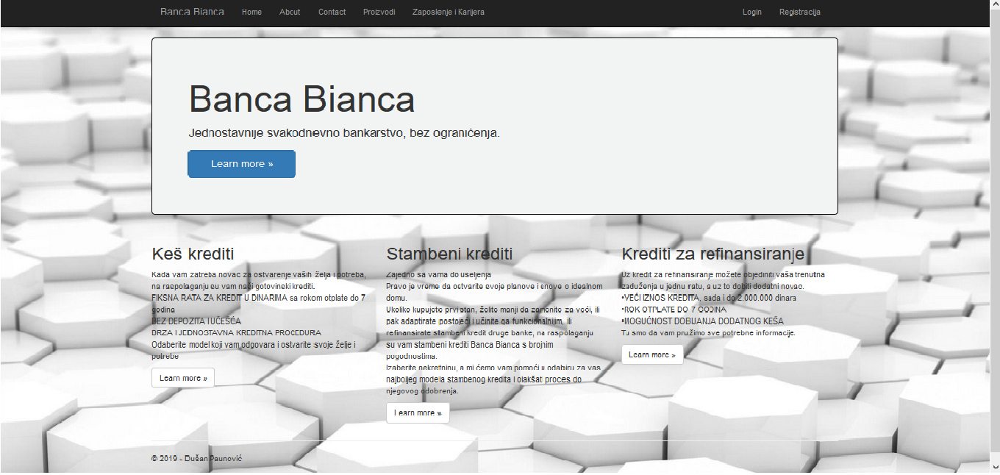 Banca Bianca Home About Contact Proizvodi Zaposlenje i Karijera Login Registracija
Banca Bianca
Jednostavnije svakodnevno bankarstvo, bez ograničenja.
Learn more »
Keš krediti
Kada vam zatreba novac za ostvarenje vaših želja i potreba,
na raspolaganju su vam naši gotovinski krediti.
FIKSNA RATA ZA KREDIT U DINARIMA sa rokom otplate do 7
godina
BEZ DEPOZITA I UČEŠĆA
BRZA I JEDNOSTAVNA KREDITNA PROCEDURA
Odaberite model koji vam odgovara i ostvarite svoje želje i
potrebe
Learn more »
Stambeni krediti
Zajedno sa vama do useljenja
Pravo je vreme da ostvarite svoje planove i snove o idealnom
domu.
Ukoliko kupujete prvi stan, želite manji da zamenite za veći, ili
pak adaptirate postojeći i učinite ga funkcionalnijim, ili
refinansirate stambeni kredit druge banke, na raspolaganju
su vam stambeni krediti Banca Bianca s brojnim
pogodnostima.
Izaberite nekretninu, a mi ćemo vam pomoći u odabiru za vas
najboljeg modela stambenog kredita i olakšati proces do
njegovog odobrenja.
Learn more »
Krediti za refinansiranje
Uz kredit za refinansiranje možete objediniti vaša trenutna
zaduženja u jednu ratu, a uz to dobiti dodatni novac.
•VEĆI IZNOS KREDITA, sada i do 2.000.000 dinara
•ROK OTPLATE DO 7 GODINA
•MOGUĆNOST DOBIJANJA DODATNOG KEŠA
Tu smo da vam pružimo sve potrebne informacije.
Learn more »
© 2019 - Dušan Paunović